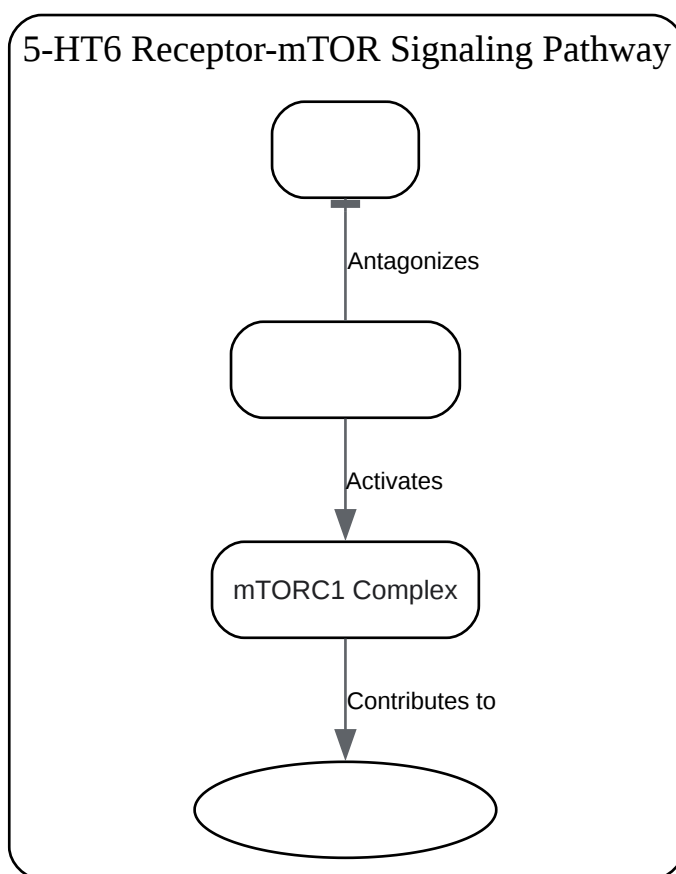 5-HT6 Receptor-mTOR Signaling Pathway
Antagonizes
Activates
mTORC1 Complex
Contributes to